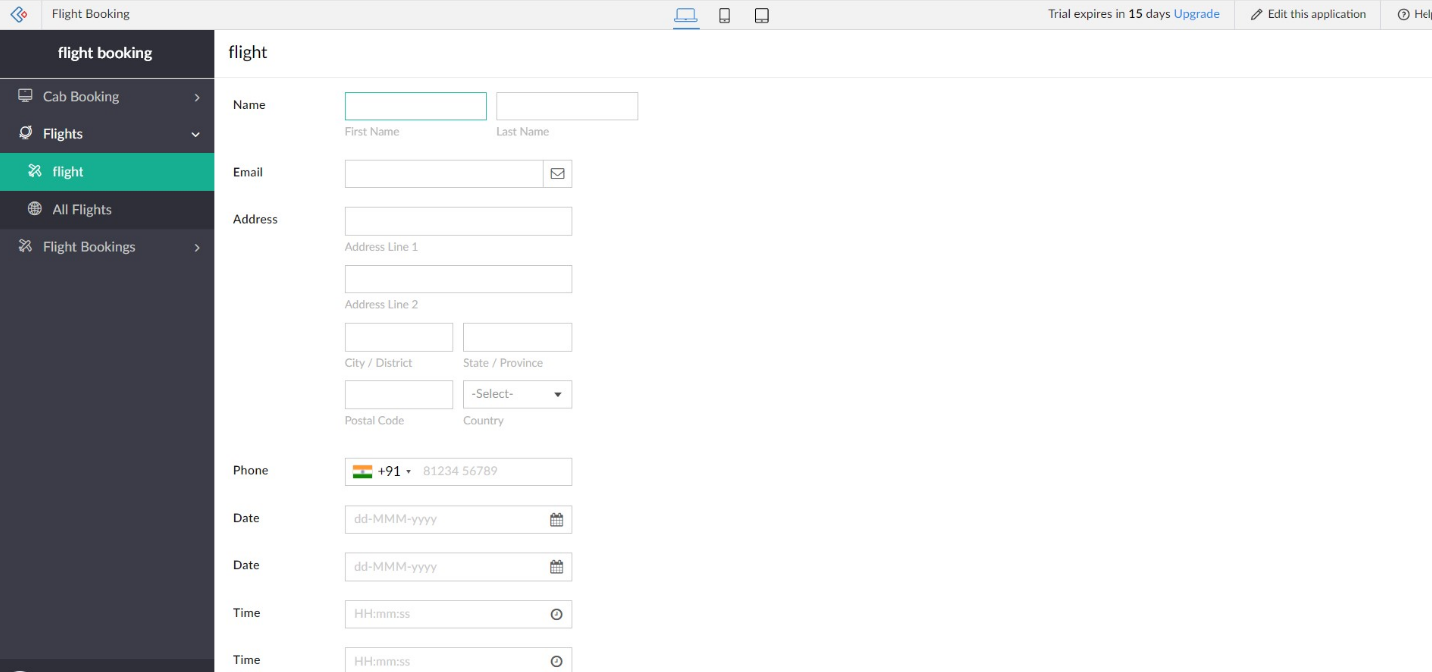 Flight Booking
Trial expires in 15 days Upgrade
Edit this application
flight booking
flight
Cab Booking
Flights
flight
All Flights
Flight Bookings
Name
First Name
Last Name
Email
Address
Address Line 1
Address Line 2
City / District
State / Province
-Select-
Postal Code
Country
Phone
+91
81234 56789
Date
dd-MMM-yyyy
Date
dd-MMM-yyyy
Time
HH:mm:ss
Time
HH:mm:ss